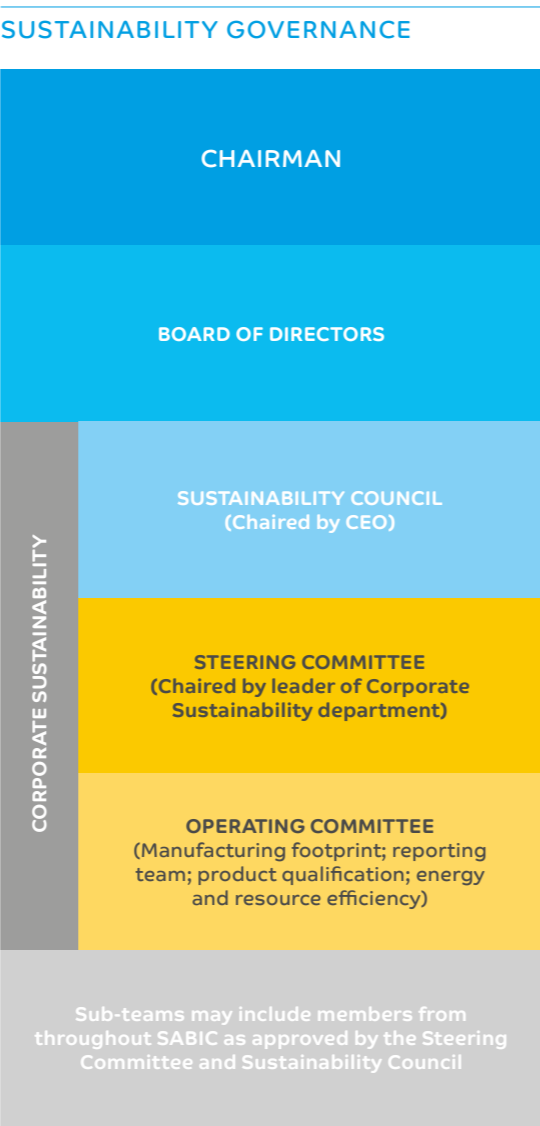 SUSTAINABILITY GOVERNANCE
CHAIRMAN
BOARD OF DIRECTORS
CORPORATE SUSTAINABILITY
SUSTAINABILITY COUNCIL
(Chaired by CEO)
STEERING COMMITTEE
(Chaired by leader of Corporate
Sustainability department)
OPERATING COMMITTEE
(Manufacturing footprint; reporting
team; product qualification; energy
and resource efficiency)
Sub-teams may include members from
throughout SABIC as approved by the Steering
Committee and Sustainability Council